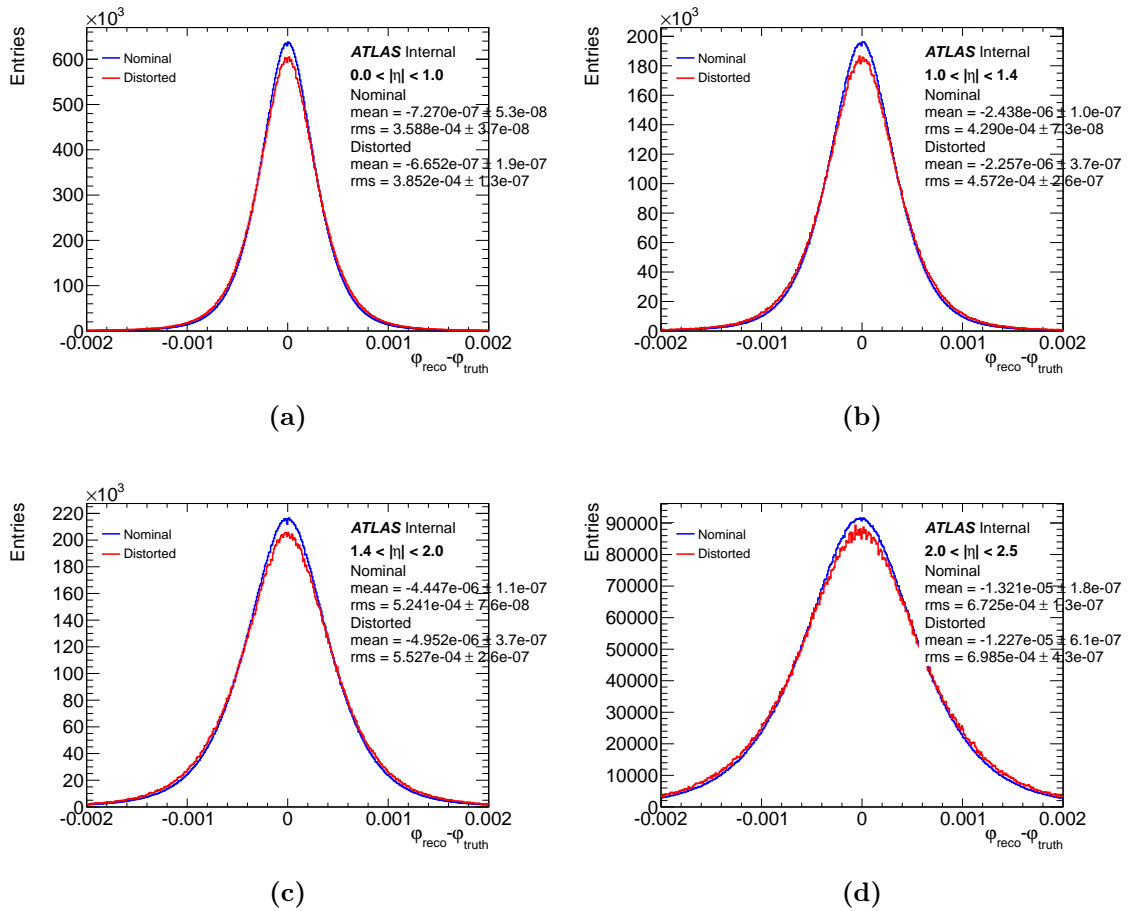 ×10³
Entries
600
500
400
300
200
100
0
-0.002
-0.001
0
0.001
0.002
φreco-φtruth
Nominal
Distorted
ATLAS Internal
0.0 < |η| < 1.0
Nominal
mean = -7.270e-07 ± 5.3e-08
rms = 3.588e-04 ± 3.7e-08
Distorted
mean = -6.652e-07 ± 1.9e-07
rms = 3.852e-04 ± 1.3e-07
(a)
×10³
Entries
200
180
160
140
120
100
80
60
40
20
0
-0.002
-0.001
0
0.001
0.002
φreco-φtruth
Nominal
Distorted
ATLAS Internal
1.0 < |η| < 1.4
Nominal
mean = -2.438e-06 ± 1.0e-07
rms = 4.290e-04 ± 7.3e-08
Distorted
mean = -2.257e-06 ± 3.7e-07
rms = 4.572e-04 ± 2.6e-07
(b)
×10³
Entries
220
200
180
160
140
120
100
80
60
40
20
0
-0.002
-0.001
0
0.001
0.002
φreco-φtruth
Nominal
Distorted
ATLAS Internal
1.4 < |η| < 2.0
Nominal
mean = -4.447e-06 ± 1.1e-07
rms = 5.241e-04 ± 7.6e-08
Distorted
mean = -4.952e-06 ± 3.7e-07
rms = 5.527e-04 ± 2.6e-07
(c)
Entries
90000
80000
70000
60000
50000
40000
30000
20000
10000
0
-0.002
-0.001
0
0.001
0.002
φreco-φtruth
Nominal
Distorted
ATLAS Internal
2.0 < |η| < 2.5
Nominal
mean = -1.321e-05 ± 1.8e-07
rms = 6.725e-04 ± 1.3e-07
Distorted
mean = -1.227e-05 ± 6.1e-07
rms = 6.985e-04 ± 4.3e-07
(d)